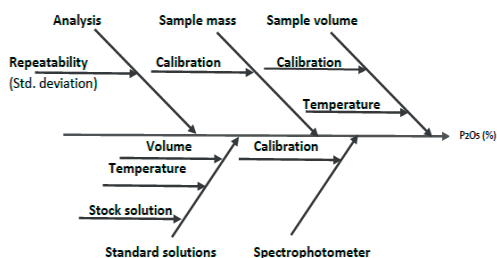 Analysis Sample mass Sample volume
Repeatability Calibration Calibration
(Std. deviation)
Temperature
P2O5 (%)
Volume Calibration
Temperature
Stock solution
Standard solutions Spectrophotometer